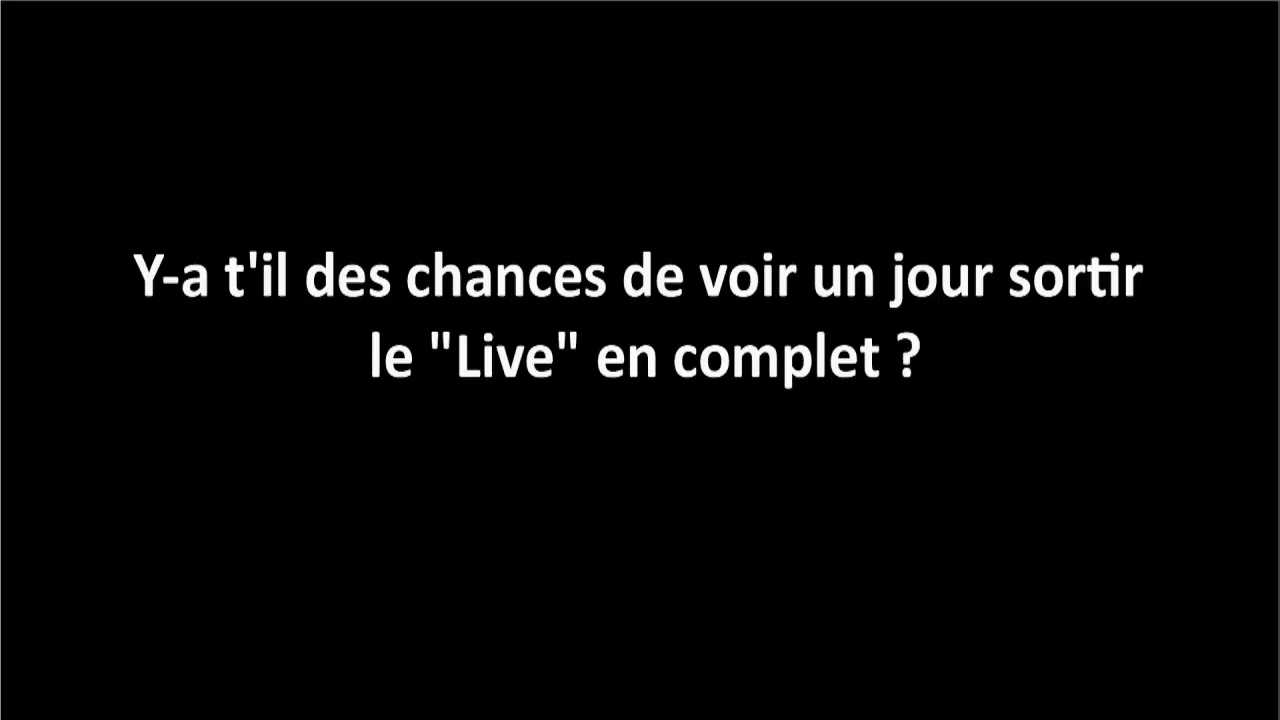 Y-a t'il des chances de voir un jour sortir
le "Live" en complet ?